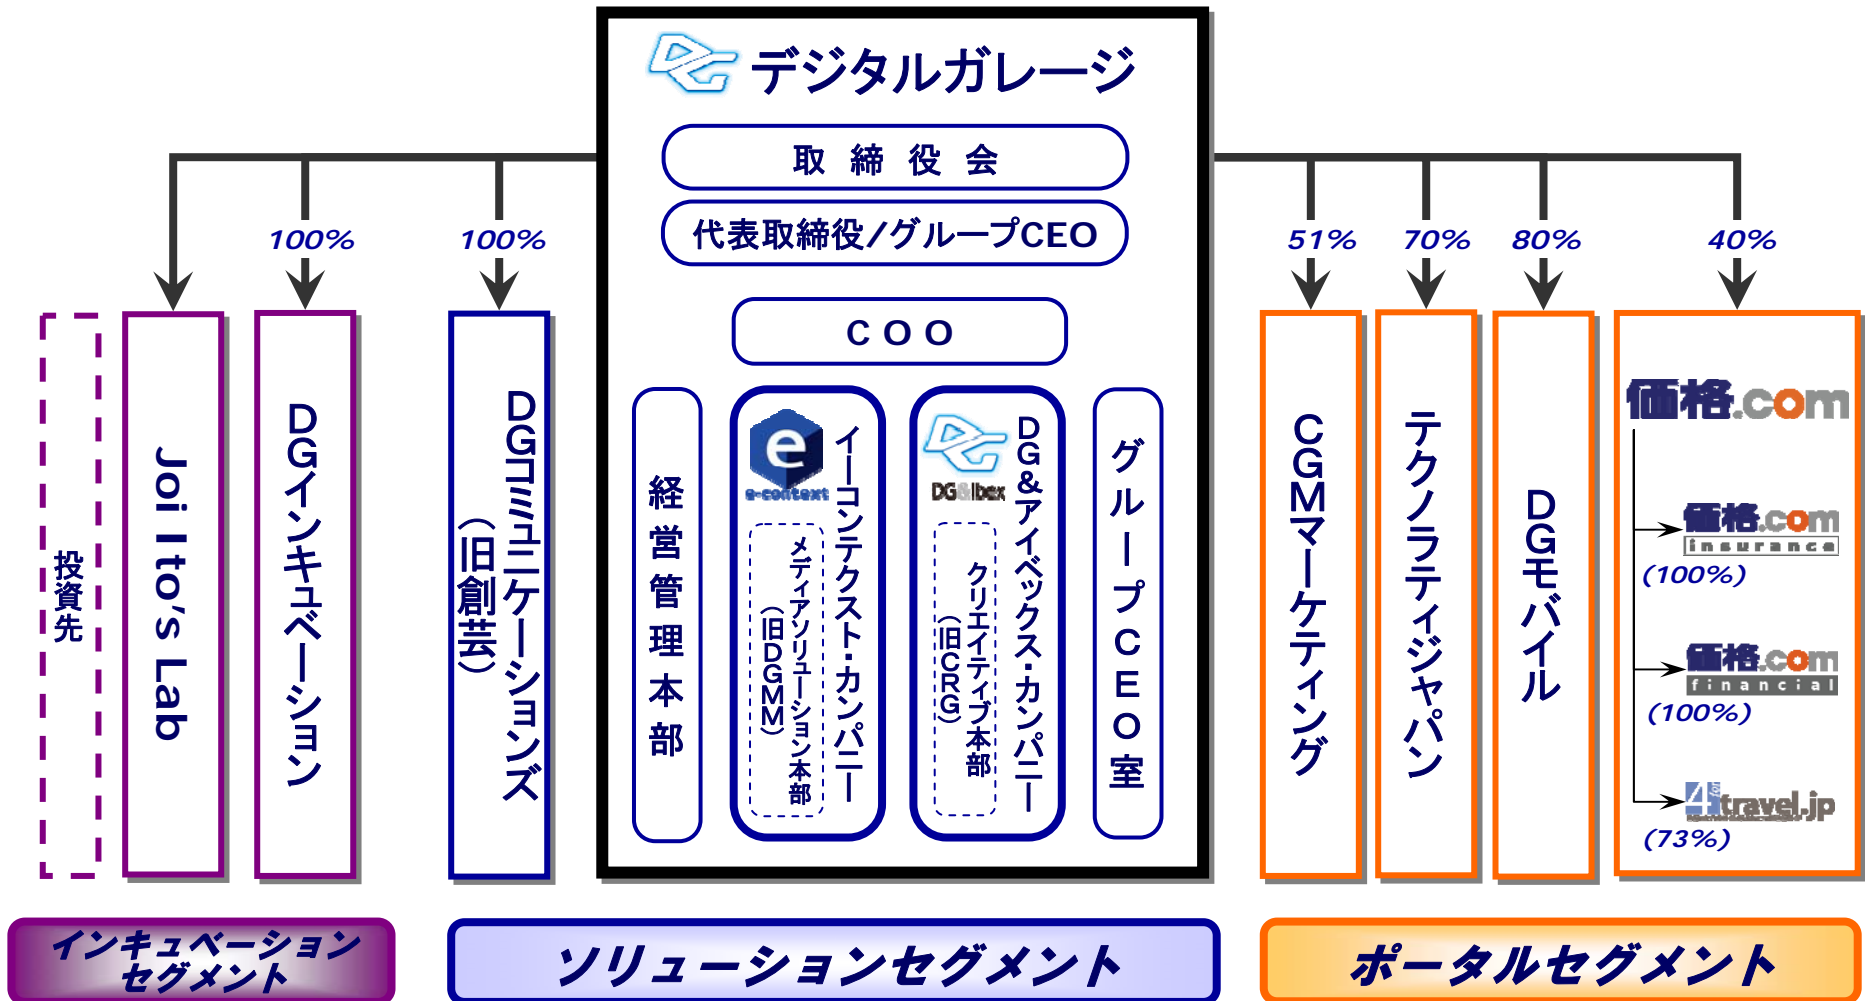 デジタルガレージ
取締役会
代表取締役/グループCEO
COO
経営管理本部
e
e-context
イーコンテクスト・カンパニー
メディアソリューション本部
（旧DGMM）
DG&Ibex
DG&アイベックス・カンパニー
クリエイティブ本部
（旧CRG）
グループCEO室
100%
100%
投資先
Joi Ito's Lab
DGインキュベーション
DGコミュニケーションズ
（旧創芸）
51%
70%
80%
40%
CGMマーケティング
テクノラティジャパン
DGモバイル
価格.com
価格.com
insurance
(100%)
価格.com
financial
(100%)
4travel.jp
(73%)
インキュベーション
セグメント
ソリューションセグメント
ポータルセグメント